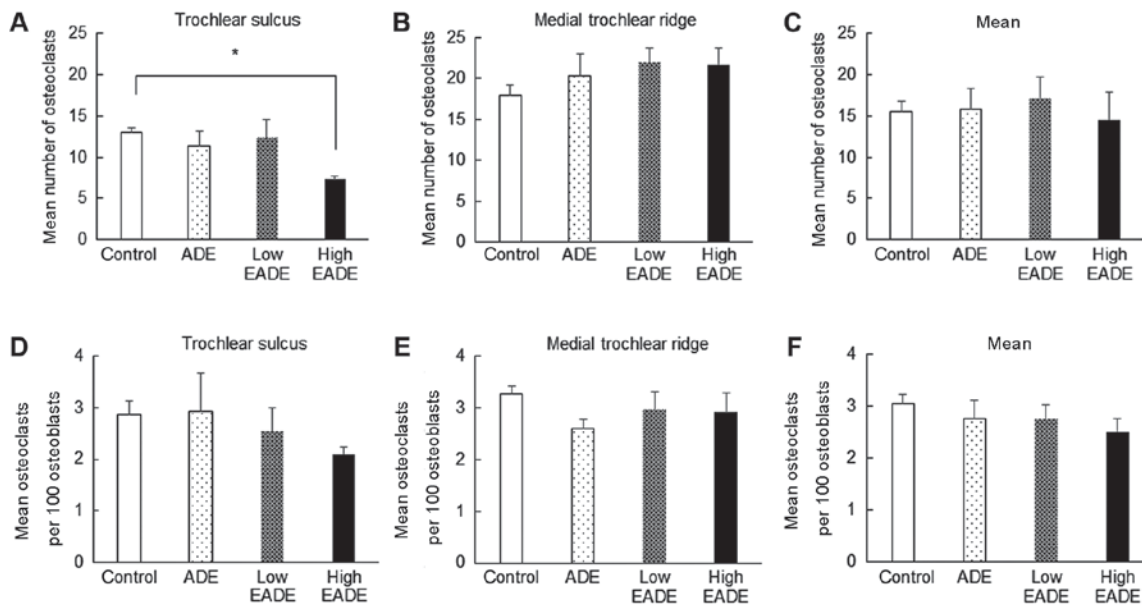 A
Trochlear sulcus
Mean number of osteoclasts
25
20
15
10
5
0
*
Control
ADE
Low
EADE
High
EADE
B
Medial trochlear ridge
Mean number of osteoclasts
25
20
15
10
5
0
Control
ADE
Low
EADE
High
EADE
C
Mean
Mean number of osteoclasts
25
20
15
10
5
0
Control
ADE
Low
EADE
High
EADE
D
Trochlear sulcus
Mean osteoclasts
per 100 osteoblasts
4
3
2
1
0
Control
ADE
Low
EADE
High
EADE
E
Medial trochlear ridge
Mean osteoclasts
per 100 osteoblasts
4
3
2
1
0
Control
ADE
Low
EADE
High
EADE
F
Mean
Mean osteoclasts
per 100 osteoblasts
4
3
2
1
0
Control
ADE
Low
EADE
High
EADE